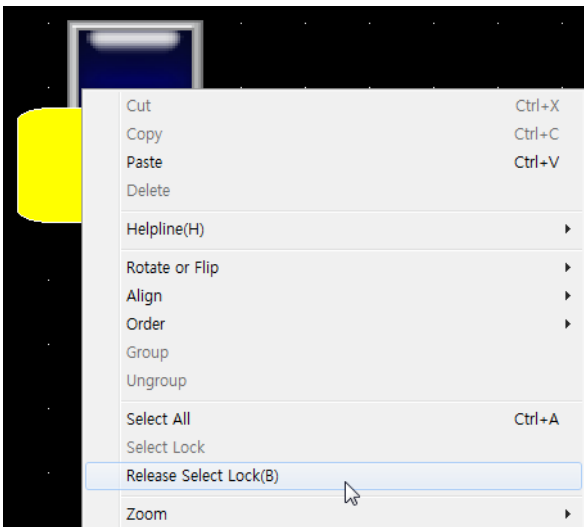 Cut Ctrl+X
Copy Ctrl+C
Paste Ctrl+V
Delete
Helpline(H)
Rotate or Flip
Align
Order
Group
Ungroup
Select All Ctrl+A
Select Lock
Release Select Lock(B)
Zoom